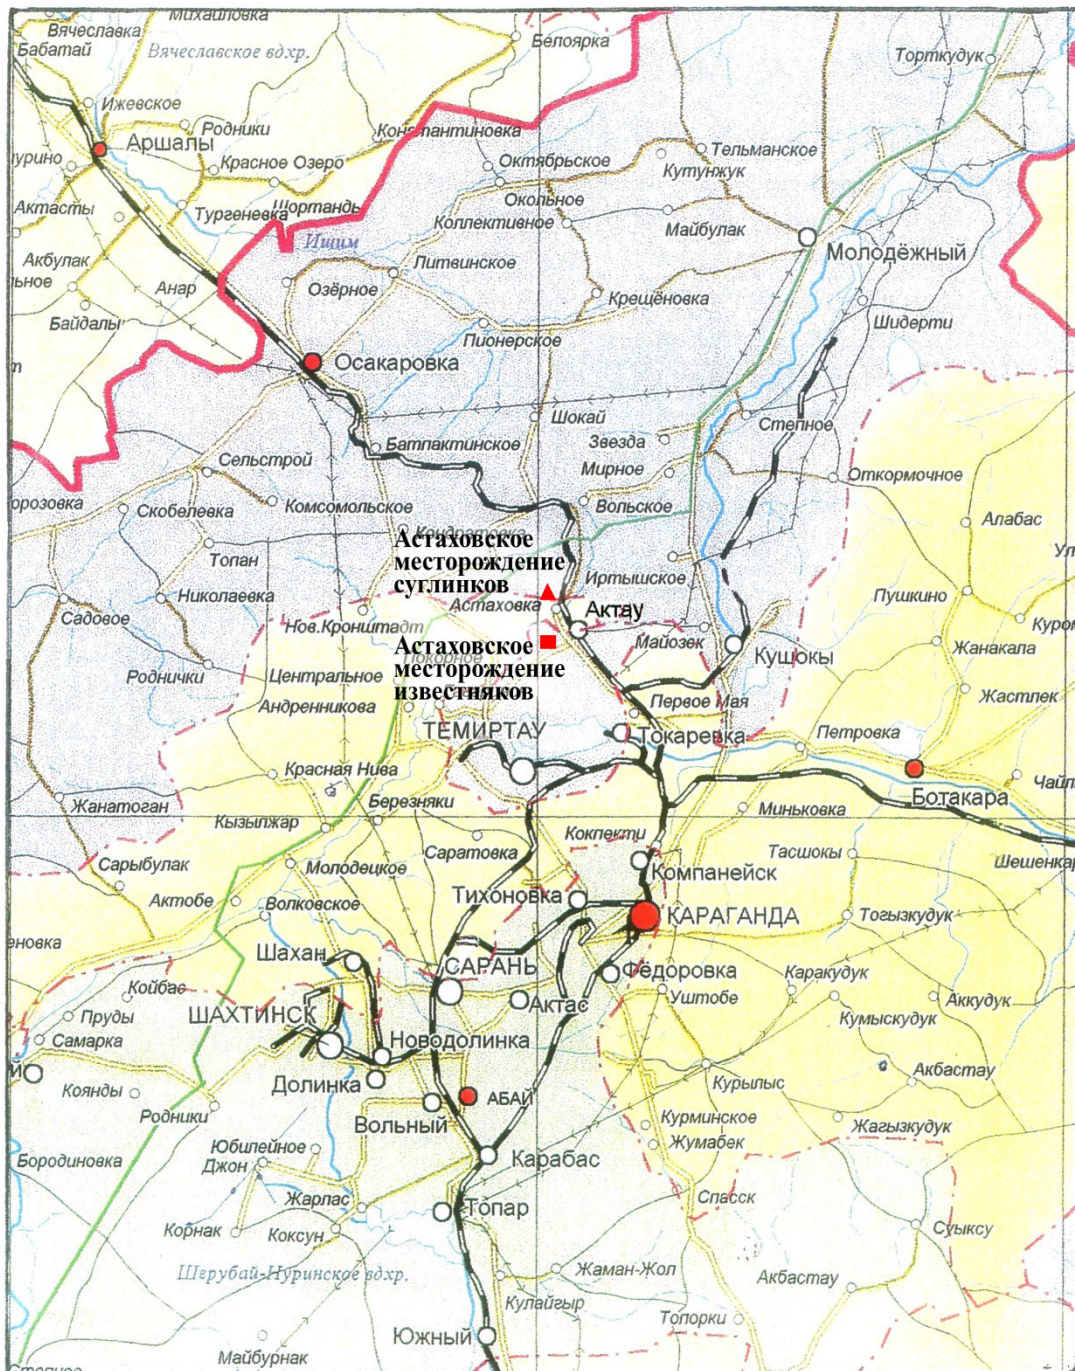 Михайловка
Вячеславка
Бабатай
Вячеславское вдхр.
Белоярка
Торткудук
Ижевское
Родники
Константиновка
Аршалы
Красное Озеро
Октябрьское
Тельманское
Кутунжук
Актасты
Тургеневка
Шортанды
Окольное
Коллективное
Майбулак
Ишим
Молодёжный
Акбулак
Анар
Литвинское
Озёрное
Крещёновка
Байдалы
Пионерское
Шидерти
Осакаровка
Шокай
Степное
Батпактинское
Звезда
Сельстрой
Мирное
Откормочное
Скобелевка
Комсомольское
Вольское
Алабас
Кондратовка
Астаховское
месторождение
суглинков
Топан
Иртышское
Николаевка
Астаховка
Актау
Пушкино
Садовое
Нов.Кронштадт
Майозек
Кушокы
Жанакала
Астаховское
месторождение
известняков
Покорное
Роднички
Центральное
Андренникова
Первое Мая
Жастлек
ТЕМИРТАУ
Токаревка
Петровка
Красная Нива
Ботакара
Жанатоган
Березняки
Миньковка
Кызылжар
Кокпекти
Саратовка
Тасшокы
Шешенкар
Сарыбулак
Молодецкое
Компанейск
Актобе
Волковское
Тихоновка
КАРАГАНДА
Тогызкудук
Шахан
САРАНЬ
Фёдоровка
Каракудук
Койбас
Актас
Уштобе
Аккудук
Пруды
ШАХТИНСК
Кумыскудук
Самарка
Новодолинка
Коянды
Долинка
Курылыс
Акбастау
АБАЙ
Родники
Вольный
Курминское
Жагызкудук
Юбилейное
Жумабек
Бородиновка
Джон
Карабас
Жарлас
Спасск
Топар
Корнак
Коксун
Суыксу
Шерубай-Нуринское вдхр.
Жаман-Жол
Акбастау
Кулайгыр
Топорки
Южный
Майбурнак